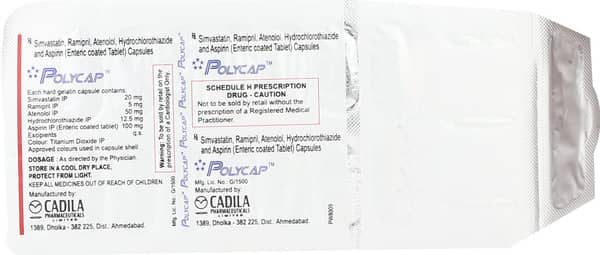 ℞ Simvastatin, Ramipril, Atenolol, Hydrochlorothiazide
and Aspirin (Enteric coated Tablet) Capsules
POLYCAP™
Each hard gelatin capsule contains
Simvastatin IP 20 mg
Ramipril IP 5 mg
Atenolol IP 50 mg
Hydrochlorothiazide IP 12.5 mg
Aspirin IP (Enteric coated tablet) 100 mg
Excipients q.s.
Colour: Titanium Dioxide IP
Approved colours used in capsule shell
DOSAGE : As directed by the Physician.
STORE IN A COOL DRY PLACE,
PROTECT FROM LIGHT.
KEEP ALL MEDICINES OUT OF REACH OF CHILDREN.
Manufactured by:
CADILA
PHARMACEUTICALS
LIMITED
1389, Dholka - 382 225, Dist. Ahmedabad.
Warning: To be sold by retail on the
prescription of a Cardiologist Only.
Mfg. Lic. No.: G/1500
POLYCAP™ POLYCAP™ POLYCAP™ POLYCAP™
℞ Simvastatin, Ramipril, Atenolol, Hydrochlorothiazide
and Aspirin (Enteric coated Tablet) Capsules
POLYCAP™
SCHEDULE H PRESCRIPTION
DRUG - CAUTION
Not to be sold by retail without the
prescription of a Registered Medical
Practitioner.
℞ Simvastatin, Ramipril, Atenolol, Hydrochlorothiazide
and Aspirin (Enteric coated Tablet) Capsules
POLYCAP™
Mfg. Lic. No.: G/1500
Manufactured by:
CADILA
PHARMACEUTICALS
LIMITED
1389, Dholka - 382 225, Dist. Ahmedabad.